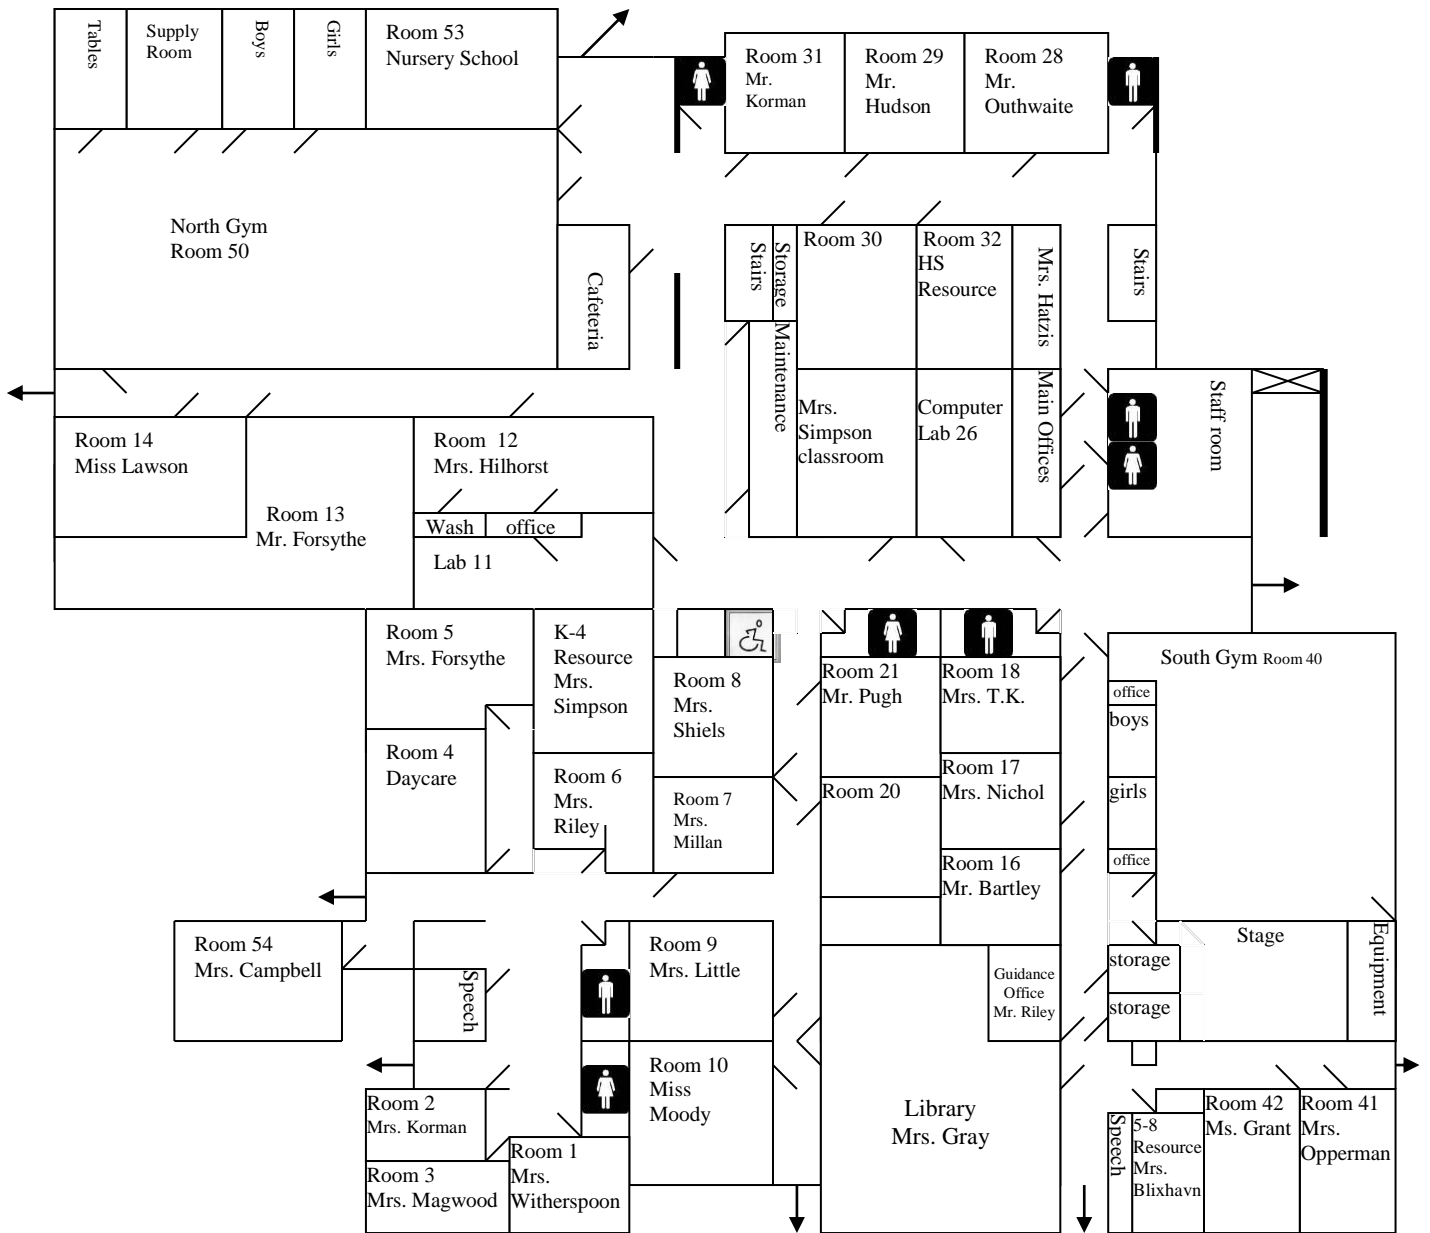 Tables
Supply
Room
Boys
Girls
Room 53
Nursery School
Room 31
Mr.
Korman
Room 29
Mr.
Hudson
Room 28
Mr.
Outhwaite
North Gym
Room 50
Cafeteria
Stairs
Storage
Room 30
Room 32
HS
Resource
Mrs. Hatzis
Stairs
Maintenance
Mrs.
Simpson
classroom
Computer
Lab 26
Main Offices
Staff room
Room 14
Miss Lawson
Room 13
Mr. Forsythe
Room 12
Mrs. Hilhorst
Wash
office
Lab 11
Room 5
Mrs. Forsythe
K-4
Resource
Mrs.
Simpson
Room 8
Mrs.
Shiels
Room 21
Mr. Pugh
Room 18
Mrs. T.K.
South Gym Room 40
office
boys
girls
office
Room 4
Daycare
Room 6
Mrs.
Riley
Room 7
Mrs.
Millan
Room 20
Room 17
Mrs. Nichol
Room 16
Mr. Bartley
Room 54
Mrs. Campbell
Speech
Room 9
Mrs. Little
Guidance
Office
Mr. Riley
storage
storage
Stage
Equipment
Room 2
Mrs. Korman
Room 3
Mrs. Magwood
Room 1
Mrs.
Witherspoon
Room 10
Miss
Moody
Library
Mrs. Gray
Speech
5-8
Resource
Mrs.
Blixhavn
Room 42
Ms. Grant
Room 41
Mrs.
Opperman